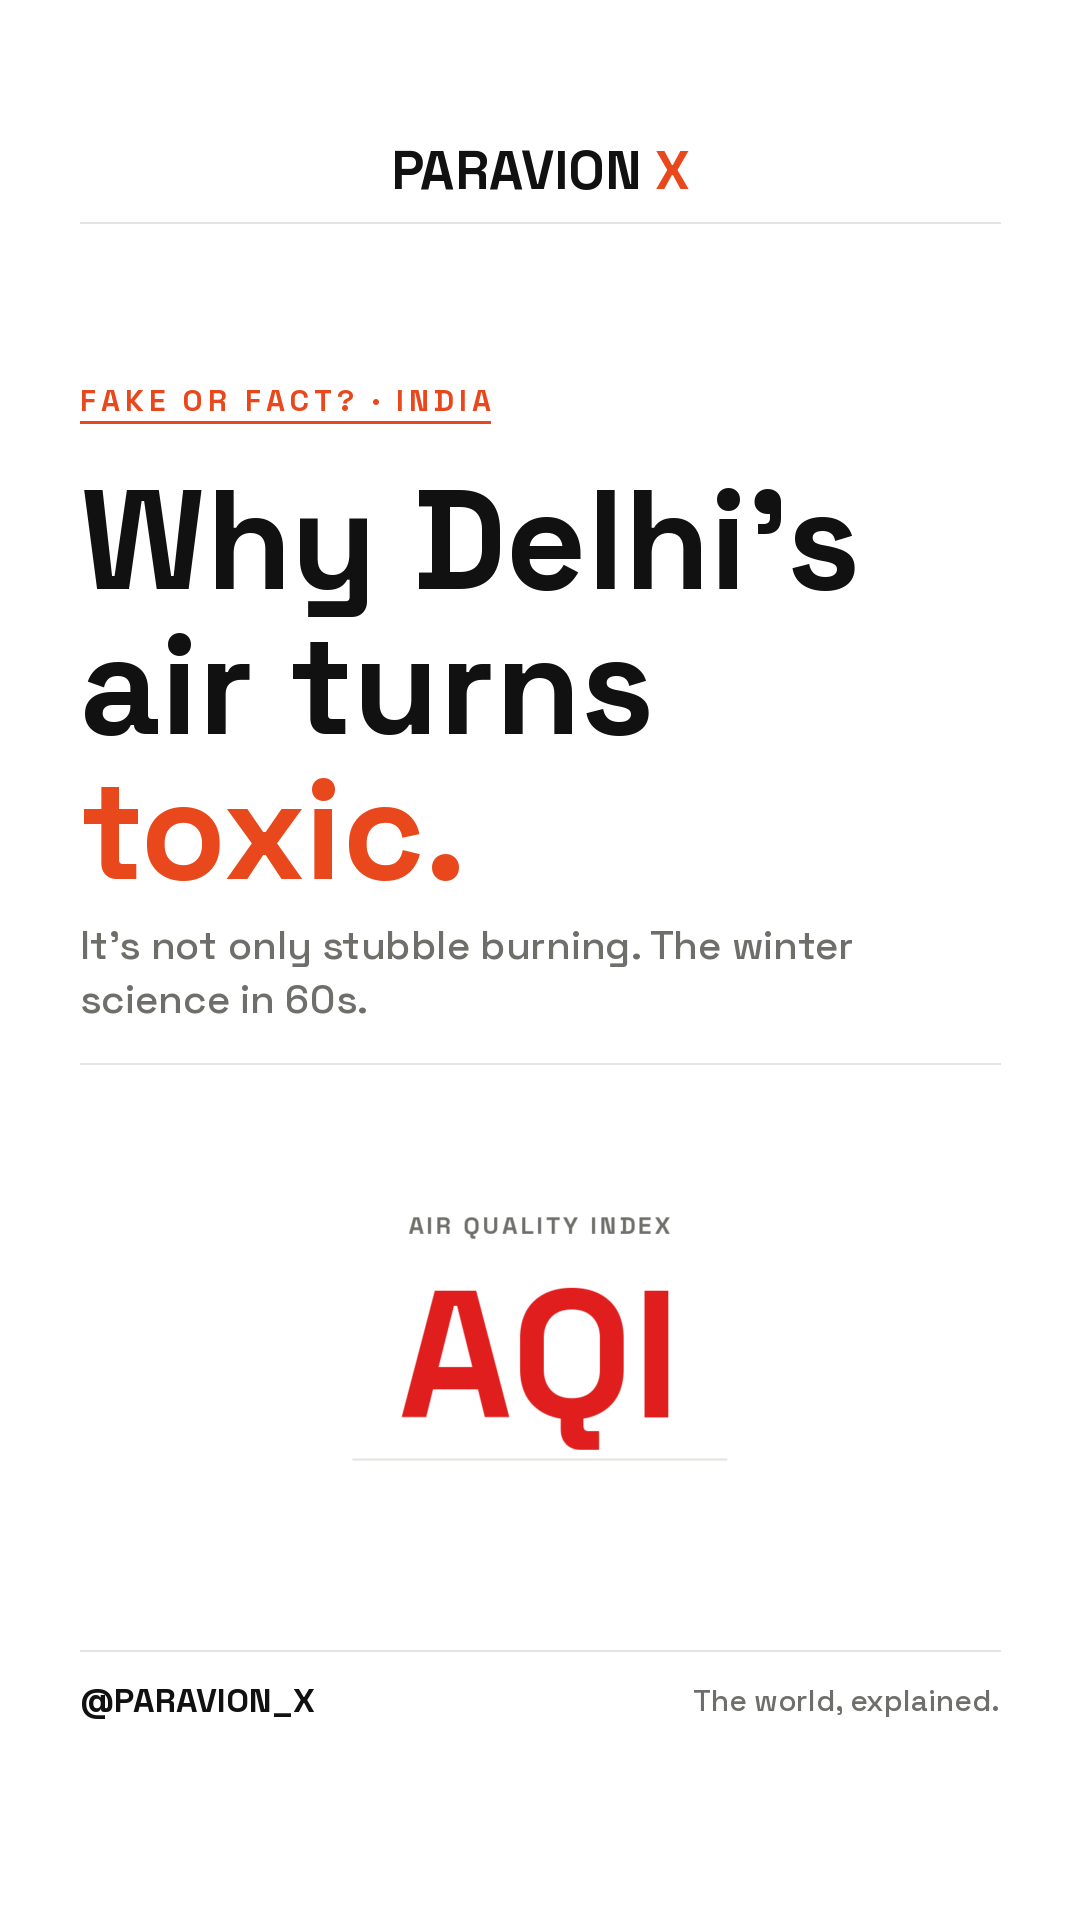 PARAVION X
FAKE OR FACT? · INDIA
Why Delhi’s
air turns
toxic.
It’s not only stubble burning. The winter
science in 60s.
AIR QUALITY INDEX
AQI
@PARAVION_X
The world, explained.